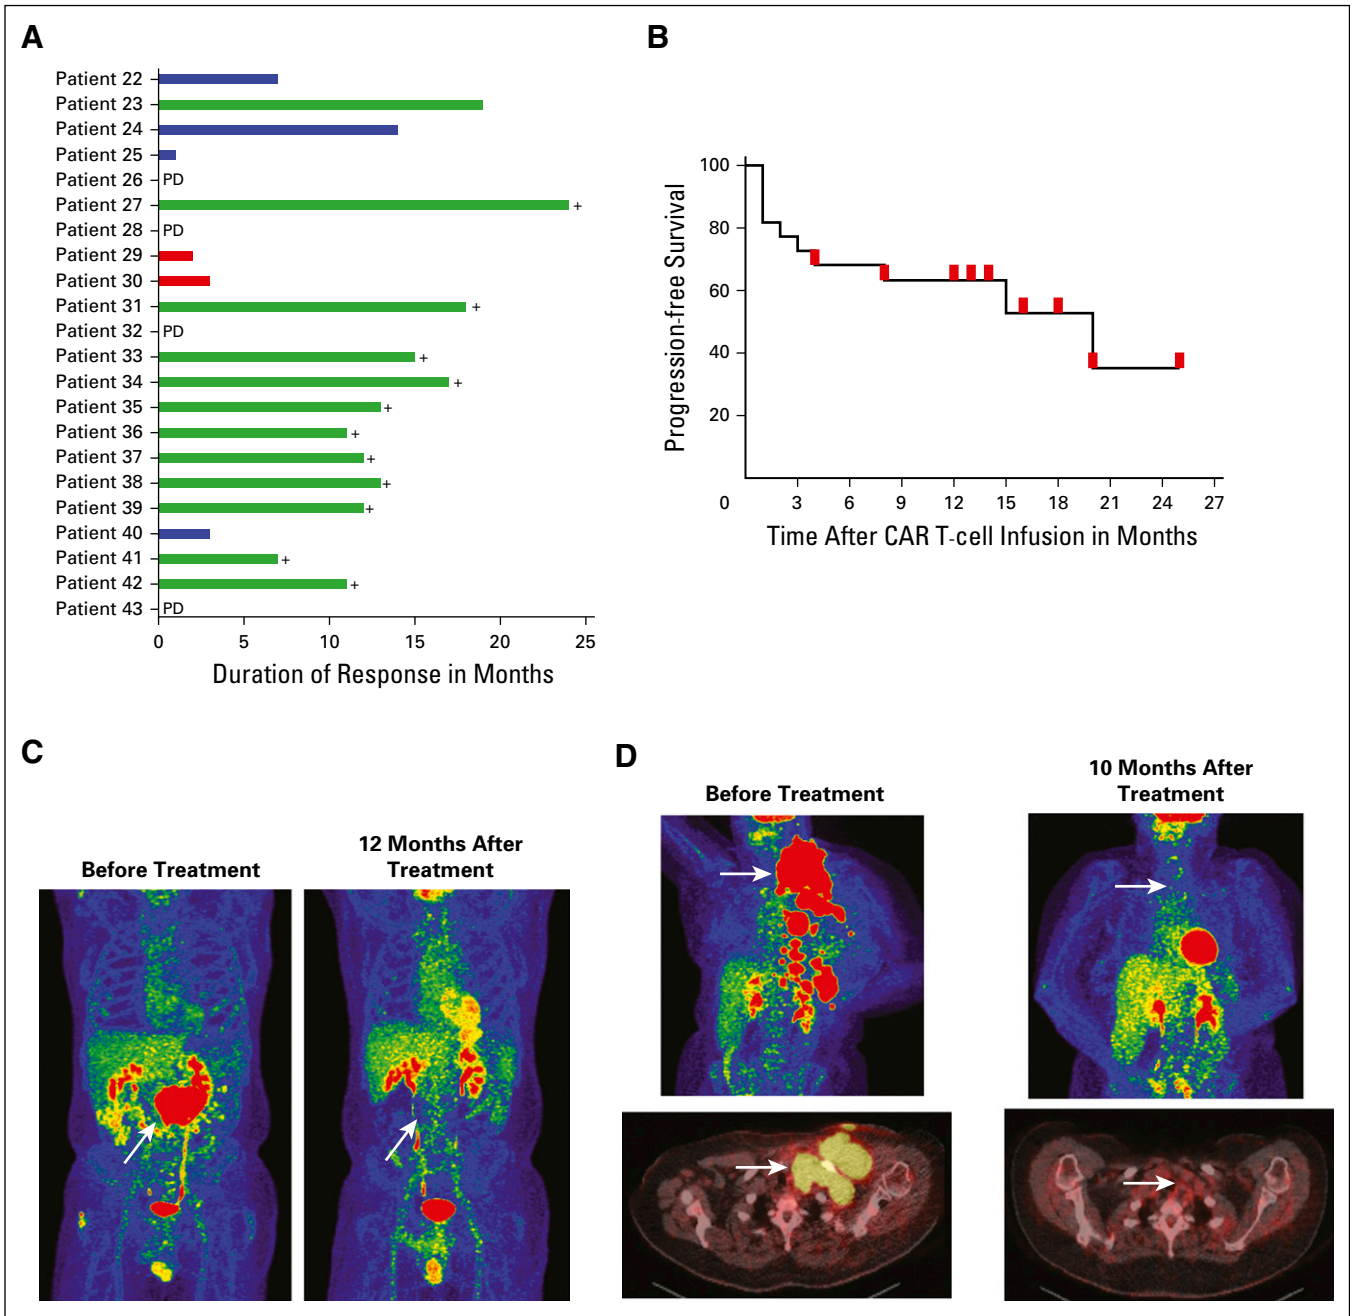 A
Patient 22
Patient 23
Patient 24
Patient 25
Patient 26 PD
Patient 27 +
Patient 28 PD
Patient 29
Patient 30
Patient 31 +
Patient 32 PD
Patient 33 +
Patient 34 +
Patient 35 +
Patient 36 +
Patient 37 +
Patient 38 +
Patient 39 +
Patient 40
Patient 41 +
Patient 42 +
Patient 43 PD
0 5 10 15 20 25
Duration of Response in Months
B
Progression-free Survival
100
80
60
40
20
0 3 6 9 12 15 18 21 24 27
Time After CAR T-cell Infusion in Months
C
Before Treatment
12 Months After
Treatment
D
Before Treatment
10 Months After
Treatment